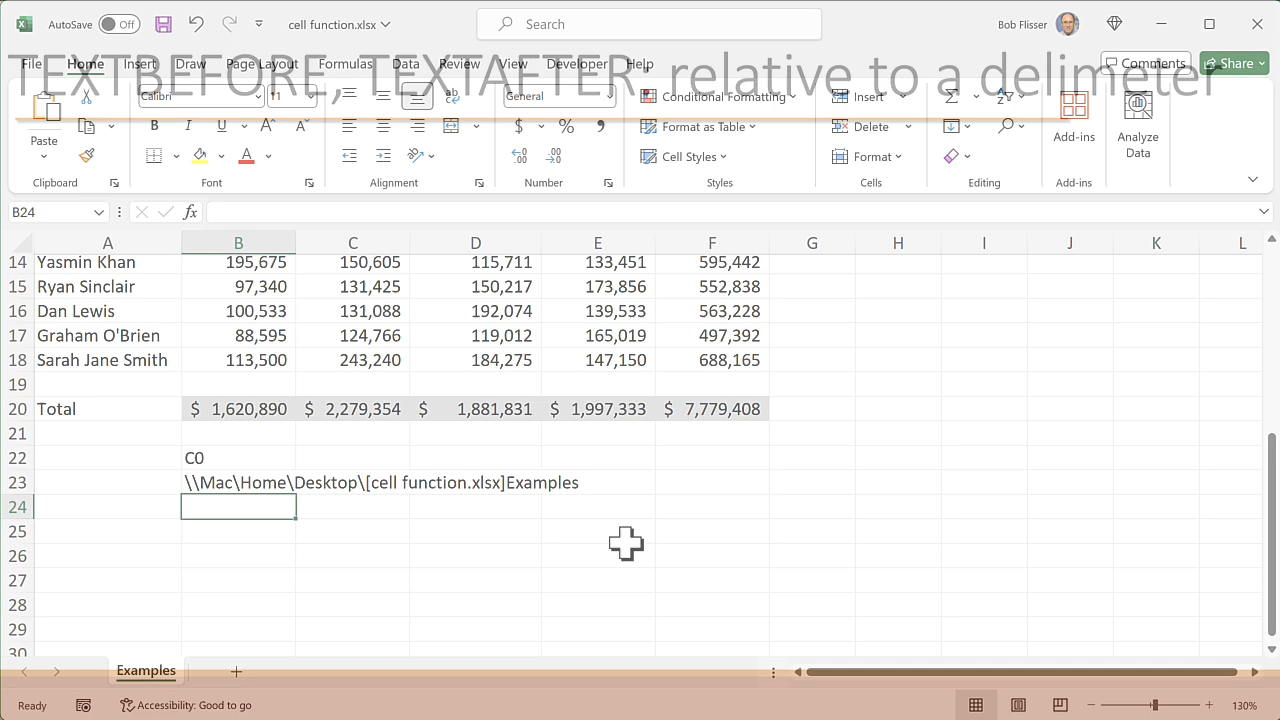 AutoSave Off cell function.xlsx Search Bob Flisser
TEXTBEFORE, TEXTAFTER relative to a delimeter
File Home Insert Draw Page Layout Formulas Data Review View Developer Help Comments Share
Paste
Calibri 11
B I U A A
A
General
$ % 9
Conditional Formatting
Format as Table
Cell Styles
Insert
Delete
Format
Add-ins
Analyze
Data
Clipboard Font Alignment Number Styles Cells Editing Add-ins
B24 fx
A B C D E F G H I J K L
14 Yasmin Khan 195,675 150,605 115,711 133,451 595,442
15 Ryan Sinclair 97,340 131,425 150,217 173,856 552,838
16 Dan Lewis 100,533 131,088 192,074 139,533 563,228
17 Graham O'Brien 88,595 124,766 119,012 165,019 497,392
18 Sarah Jane Smith 113,500 243,240 184,275 147,150 688,165
19
20 Total $ 1,620,890 $ 2,279,354 $ 1,881,831 $ 1,997,333 $ 7,779,408
21
22 C0
23 \\Mac\Home\Desktop\[cell function.xlsx]Examples
24
25
26
27
28
29
30
Examples
Ready Accessibility: Good to go 130%